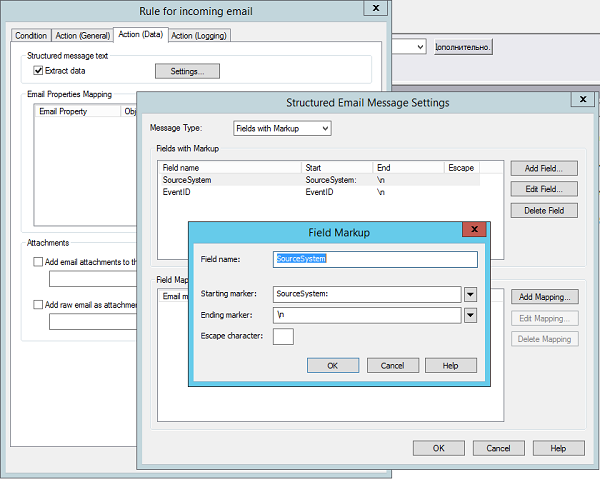 Rule for incoming email
x
Condition Action (General) Action (Data) Action (Logging)
Structured message text
Extract data Settings...
Email Properties Mapping
Email Property Obj
Attachments
Add email attachments to th
Add raw email as attachmen
Дополнительно.
Structured Email Message Settings
x
Message Type: Fields with Markup
Fields with Markup
Field name Start End Escape
SourceSystem SourceSystem: \n
EventID EventID \n
Add Field...
Edit Field...
Delete Field
Field Map
Email m
Add Mapping...
Edit Mapping...
Delete Mapping
OK Cancel Help
Field Markup
x
Field name: SourceSystem
Starting marker: SourceSystem:
Ending marker: \n
Escape character:
OK Cancel Help